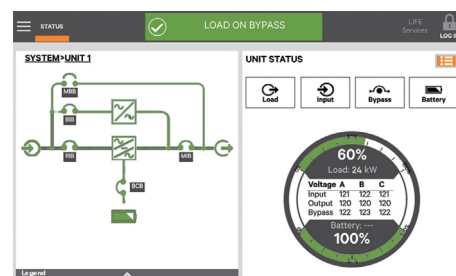 STATUS
LOAD ON BYPASS
LIFE
Services
SYSTEM>UNIT 1
UNIT STATUS
MBB
BIB
RIB
MIB
BCB
Load
Input
Bypass
Battery
60%
Load: 24 kW
Voltage A B C
Input 121 122 121
Output 120 120 120
Bypass 122 123 122
Battery: ---
100%
Legend